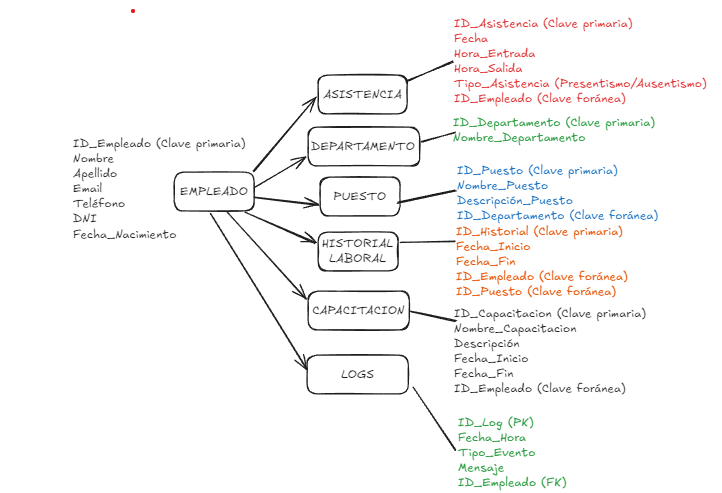 ID_Empleado (Clave primaria)
Nombre
Apellido
Email
Teléfono
DNI
Fecha_Nacimiento
EMPLEADO
ASISTENCIA
DEPARTAMENTO
PUESTO
HISTORIAL
LABORAL
CAPACITACION
LOGS
ID_Asistencia (Clave primaria)
Fecha
Hora_Entrada
Hora_Salida
Tipo_Asistencia (Presentismo/Ausentismo)
ID_Empleado (Clave foránea)
ID_Departamento (Clave primaria)
Nombre_Departamento
ID_Puesto (Clave primaria)
Nombre_Puesto
Descripción_Puesto
ID_Departamento (Clave foránea)
ID_Historial (Clave primaria)
Fecha_Inicio
Fecha_Fin
ID_Empleado (Clave foránea)
ID_Puesto (Clave foránea)
ID_Capacitacion (Clave primaria)
Nombre_Capacitacion
Descripción
Fecha_Inicio
Fecha_Fin
ID_Empleado (Clave foránea)
ID_Log (PK)
Fecha_Hora
Tipo_Evento
Mensaje
ID_Empleado (FK)